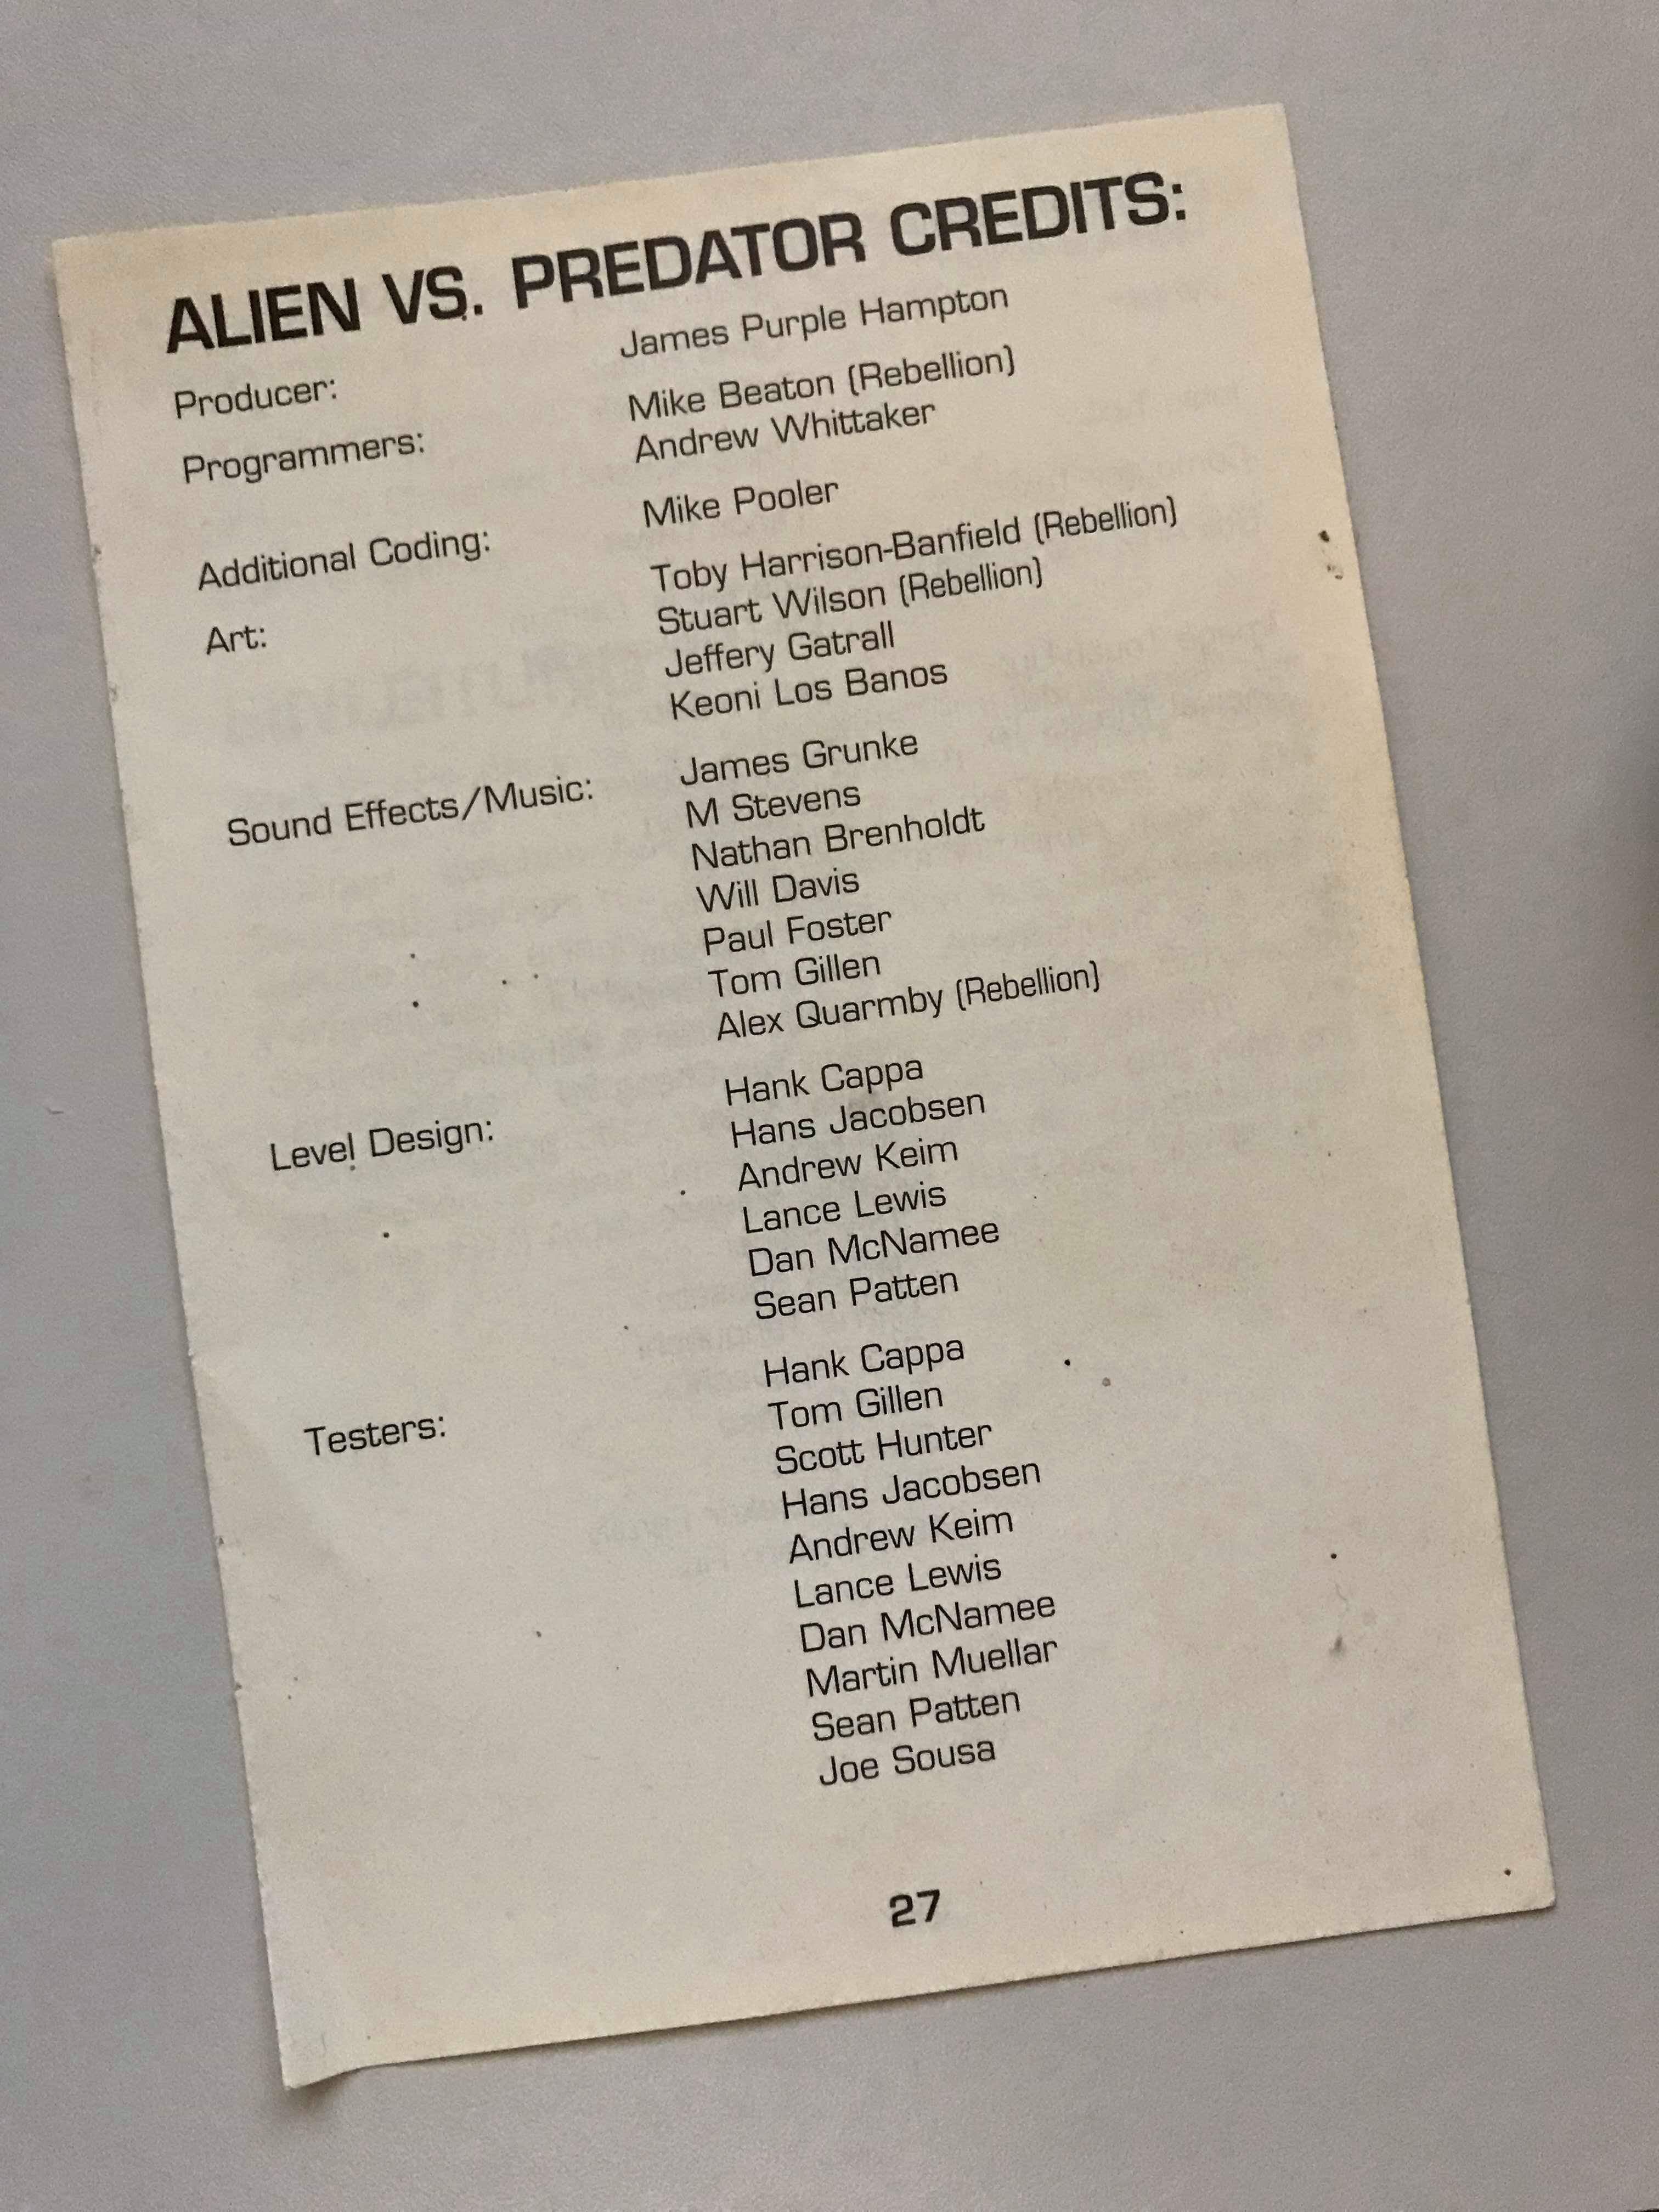 ALIEN VS. PREDATOR CREDITS:
Producer: James Purple Hampton
Programmers: Mike Beaton (Rebellion)
Andrew Whittaker
Additional Coding: Mike Pooler
Art: Toby Harrison-Banfield (Rebellion)
Stuart Wilson (Rebellion)
Jeffery Gatrall
Keoni Los Banos
Sound Effects/Music: James Grunke
M Stevens
Nathan Brenholdt
Will Davis
Paul Foster
Tom Gillen
Alex Quarmby (Rebellion)
Level Design: Hank Cappa
Hans Jacobsen
Andrew Keim
Lance Lewis
Dan McNamee
Sean Patten
Testers: Hank Cappa
Tom Gillen
Scott Hunter
Hans Jacobsen
Andrew Keim
Lance Lewis
Dan McNamee
Martin Muellar
Sean Patten
Joe Sousa
27